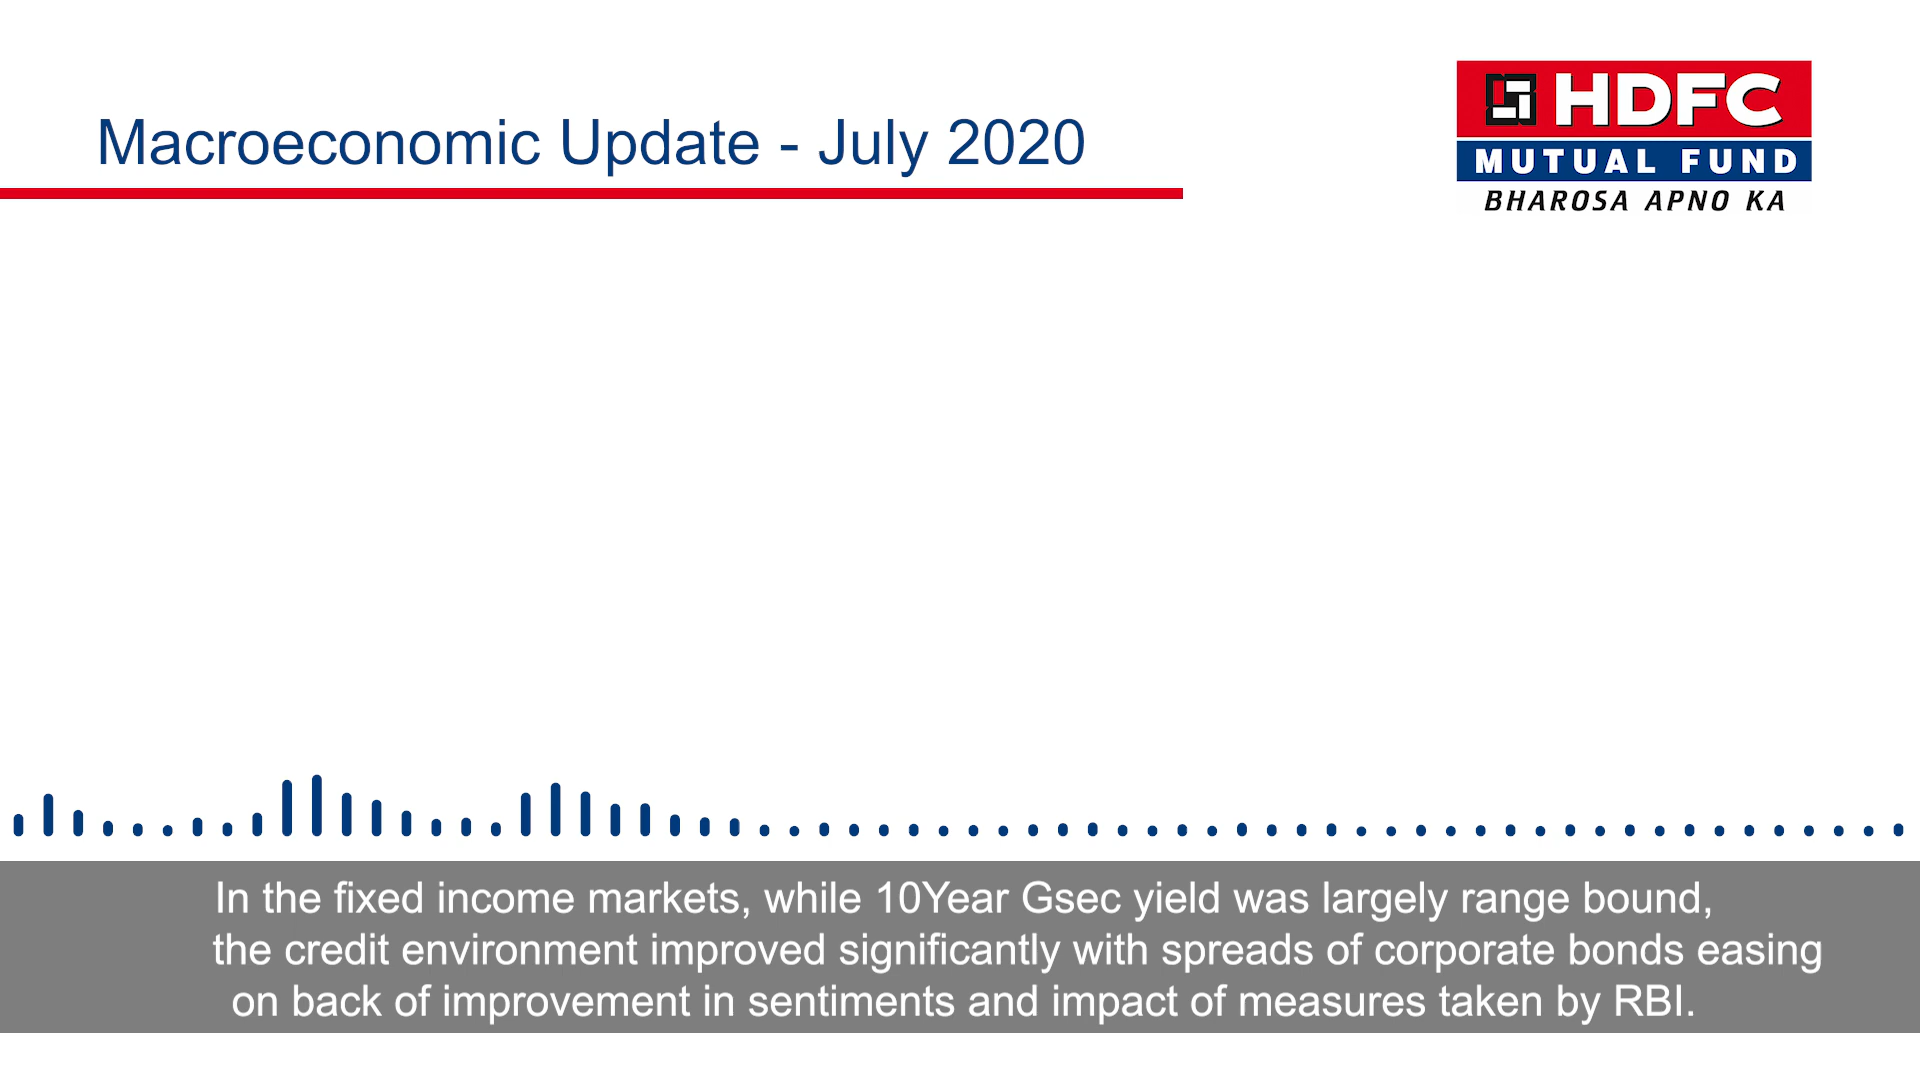 Macroeconomic Update - July 2020
HDFC
MUTUAL FUND
BHAROSA APNO KA
In the fixed income markets, while 10Year Gsec yield was largely range bound,
the credit environment improved significantly with spreads of corporate bonds easing
on back of improvement in sentiments and impact of measures taken by RBI.